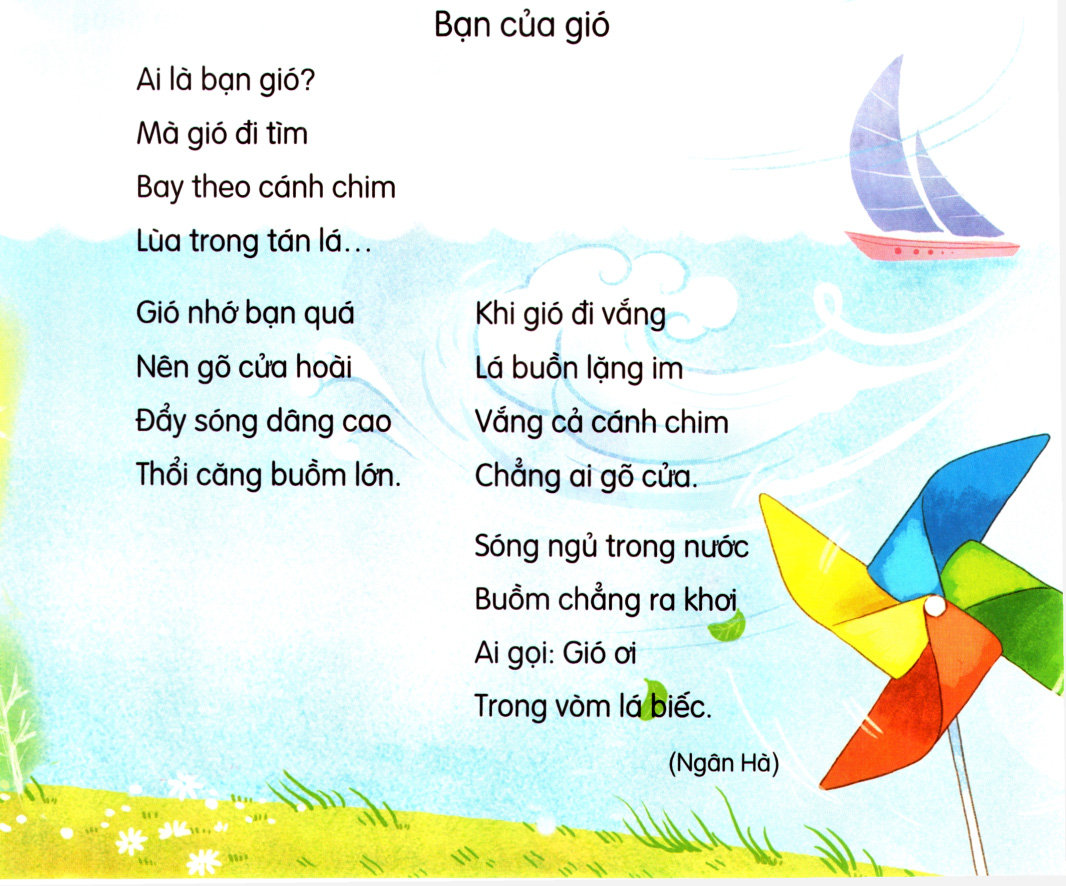 Bạn của gió
Ai là bạn gió?
Mà gió đi tìm
Bay theo cánh chim
Lùa trong tán lá...
Gió nhớ bạn quá
Nên gõ cửa hoài
Đẩy sóng dâng cao
Thổi căng buồm lớn.
Khi gió đi vắng
Lá buồn lặng im
Vắng cả cánh chim
Chẳng ai gõ cửa.
Sóng ngủ trong nước
Buồm chẳng ra khơi
Ai gọi: Gió ơi
Trong vòm lá biếc.
(Ngân Hà)